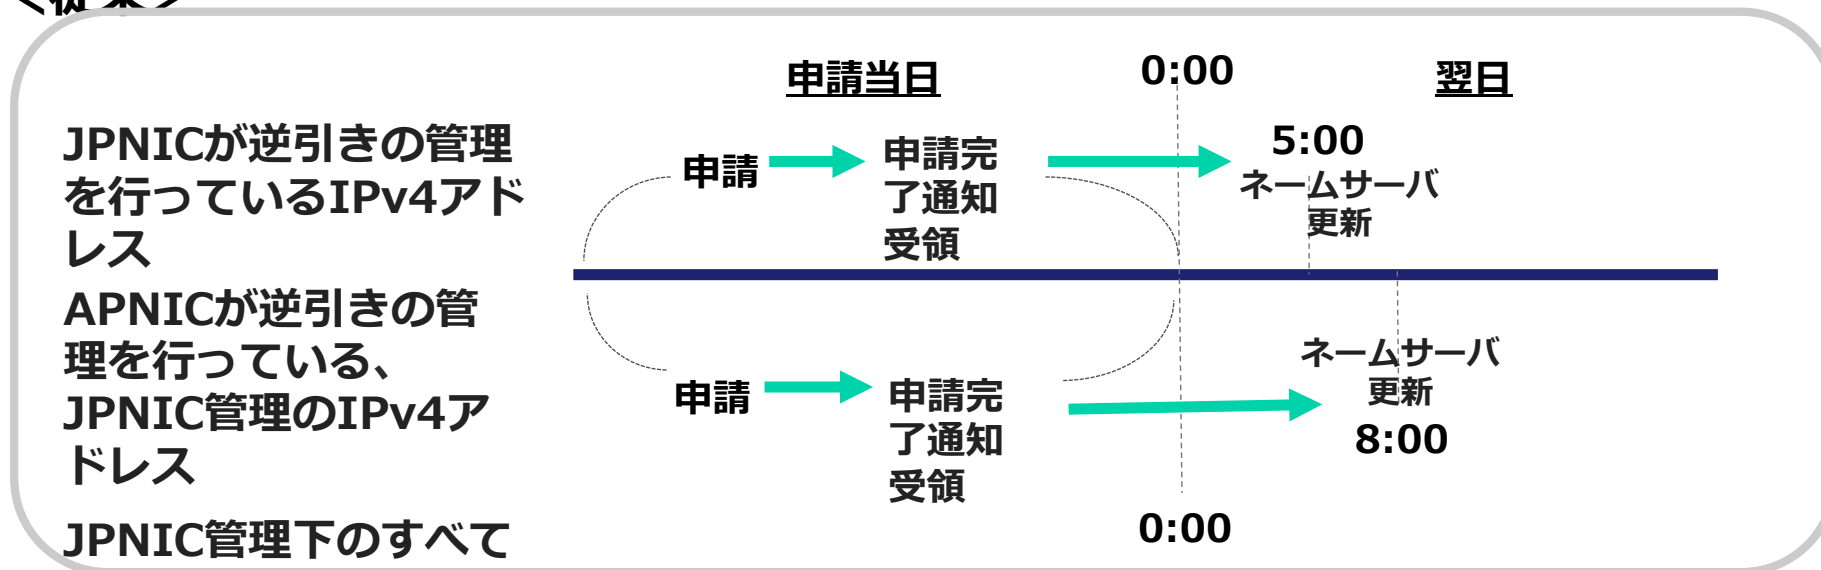 <従来>
申請当日
0:00
翌日
JPNICが逆引きの管理
を行っているIPv4アド
レス
申請
申請完
了通知
受領
5:00
ネームサーバ
更新
APNICが逆引きの管
理を行っている、
JPNIC管理のIPv4ア
ドレス
申請
申請完
了通知
受領
ネームサーバ
更新
8:00
JPNIC管理下のすべて
0:00